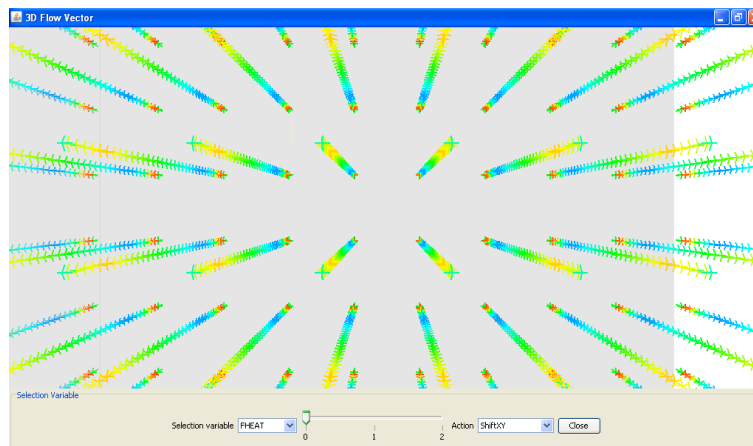 3D Flow Vector
Selection Variable
Selection variable FHEAT Action ShiftXY Close
0 1 2